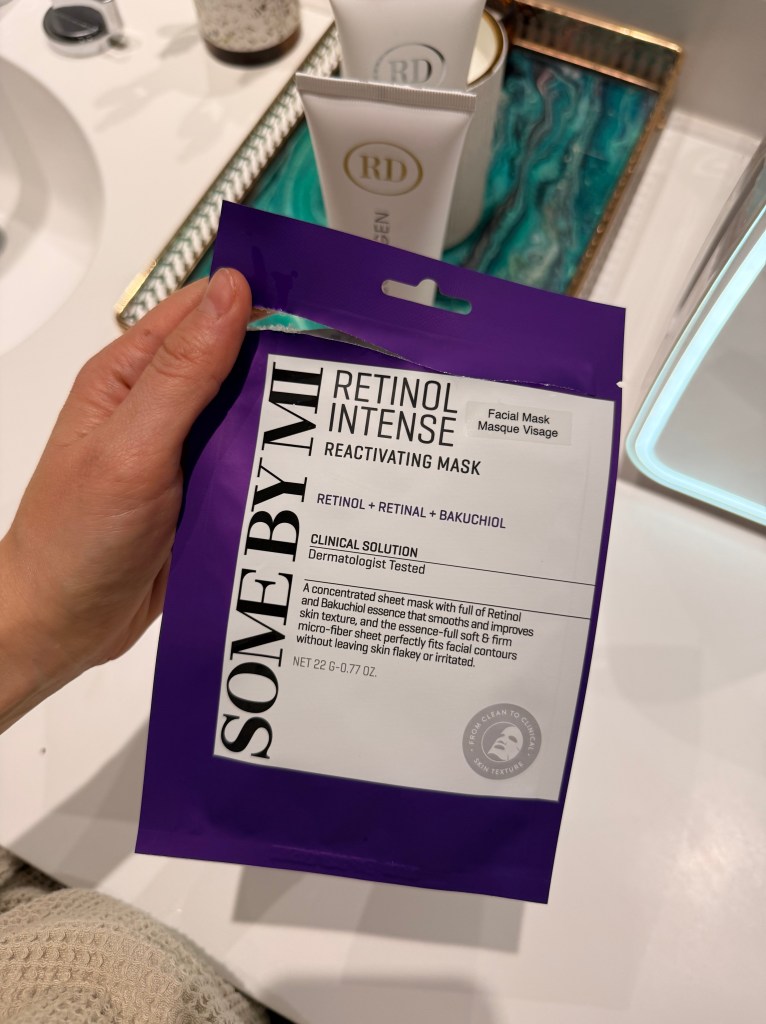 RD
RD
GEN
SOME BY MI
RETINOL
INTENSE
REACTIVATING MASK
Facial Mask
Masque Visage
RETINOL + RETINAL + BAKUCHIOL
CLINICAL SOLUTION
Dermatologist Tested
A concentrated sheet mask with full of Retinol
and Bakuchiol essence that smooths and improves
skin texture, and the essence-full soft & firm
micro-fiber sheet perfectly fits facial contours
without leaving skin flakey or irritated.
NET 22 G-0.77 OZ.
• FROM CLEAN TO CLINICAL •
SKIN TEXTURE